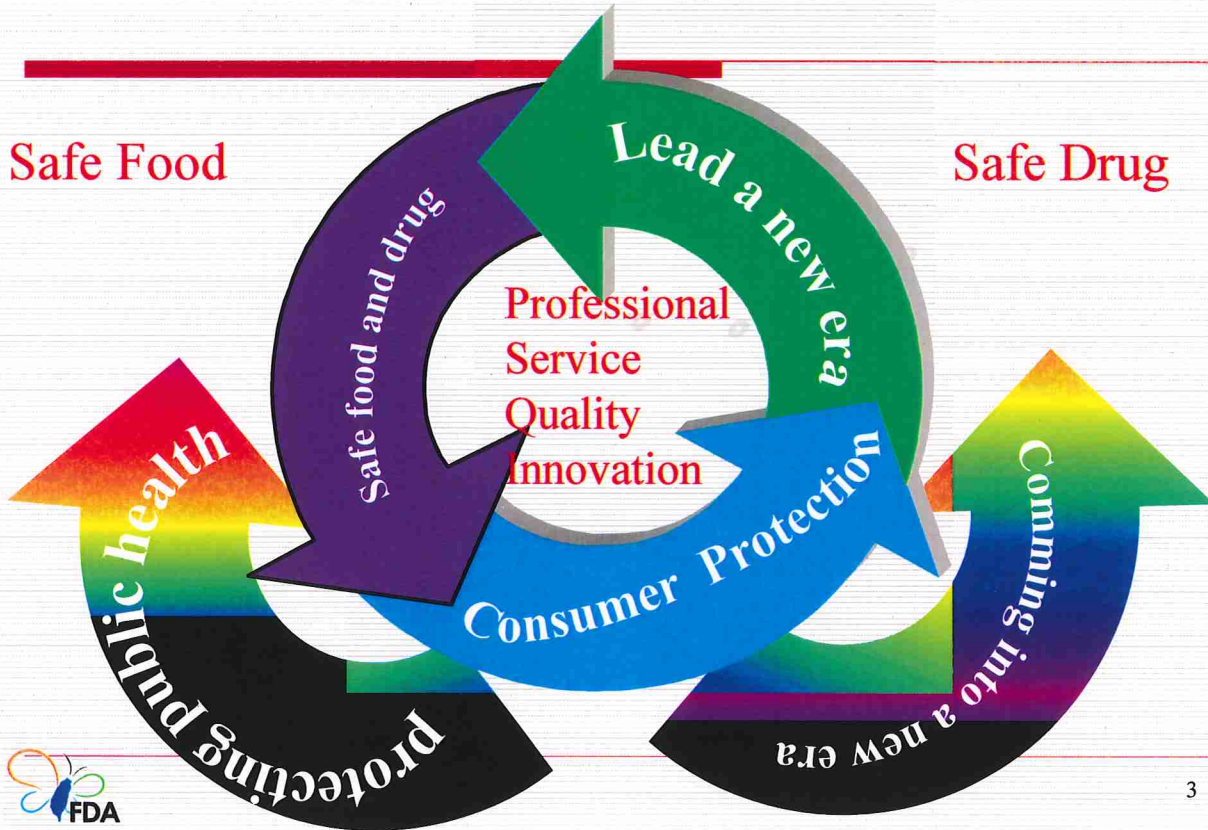 Safe Food
Safe Drug
Lead a new era
Safe food and drug
Professional
Service
Quality
Innovation
Consumer Protection
protecting public health
Comming into a new era
FDA
3